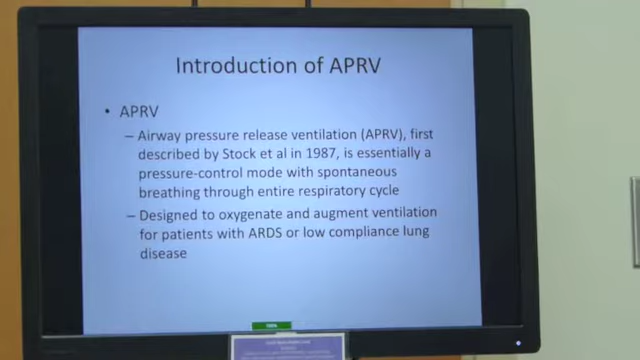 Introduction of APRV
• APRV
– Airway pressure release ventilation (APRV), first
described by Stock et al in 1987, is essentially a
pressure-control mode with spontaneous
breathing through entire respiratory cycle
– Designed to oxygenate and augment ventilation
for patients with ARDS or low compliance lung
disease
100%